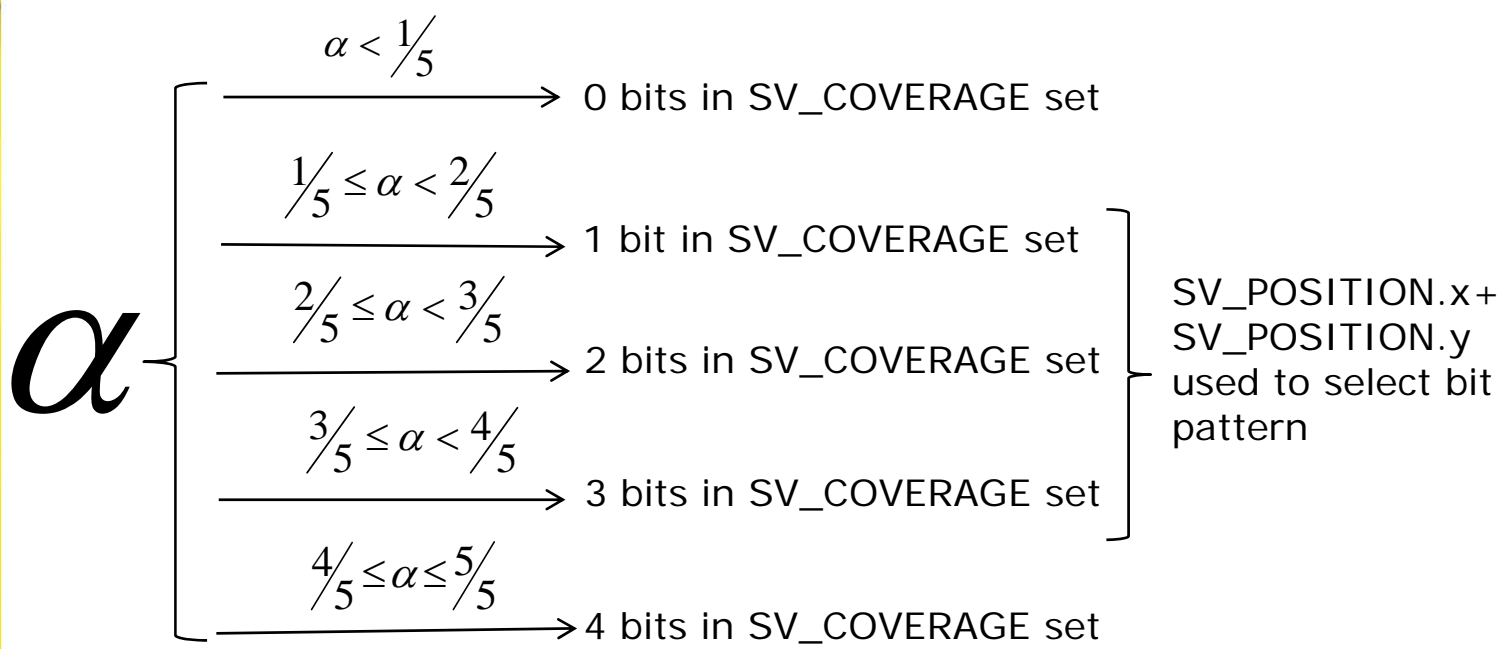 α < 1/5
0 bits in SV_COVERAGE set
1/5 ≤ α < 2/5
1 bit in SV_COVERAGE set
2/5 ≤ α < 3/5
2 bits in SV_COVERAGE set
3/5 ≤ α < 4/5
3 bits in SV_COVERAGE set
4/5 ≤ α ≤ 5/5
4 bits in SV_COVERAGE set
α
SV_POSITION.x+
SV_POSITION.y
used to select bit
pattern